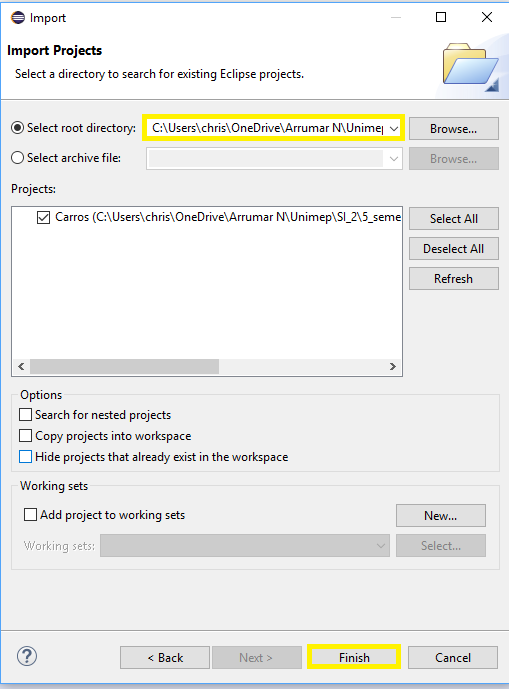 Import
Import Projects
Select a directory to search for existing Eclipse projects.
Select root directory: C:\Users\chris\OneDrive\Arrumar N\Unimep Browse...
Select archive file: Browse...
Projects:
Carros (C:\Users\chris\OneDrive\Arrumar N\Unimep\SI_2\5_seme
Select All
Deselect All
Refresh
Options
Search for nested projects
Copy projects into workspace
Hide projects that already exist in the workspace
Working sets
Add project to working sets New...
Working sets: Select...
? < Back Next > Finish Cancel